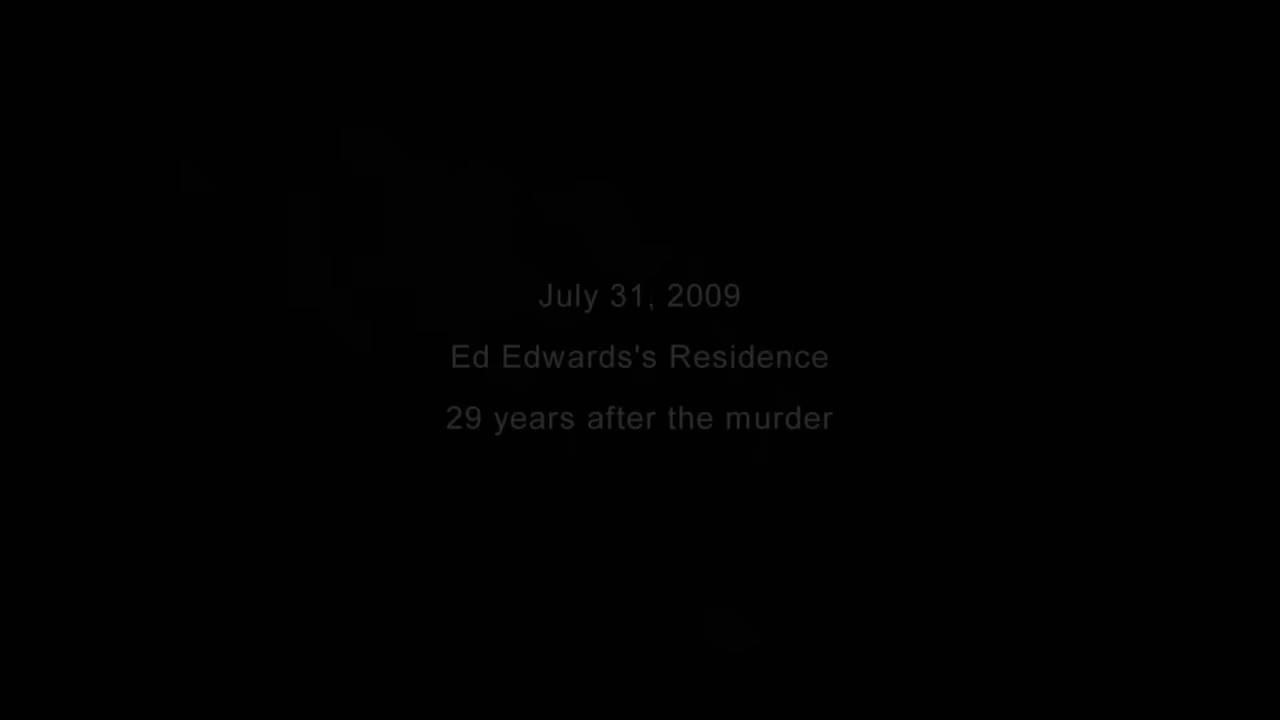 July 31, 2009
Ed Edwards's Residence
29 years after the murder